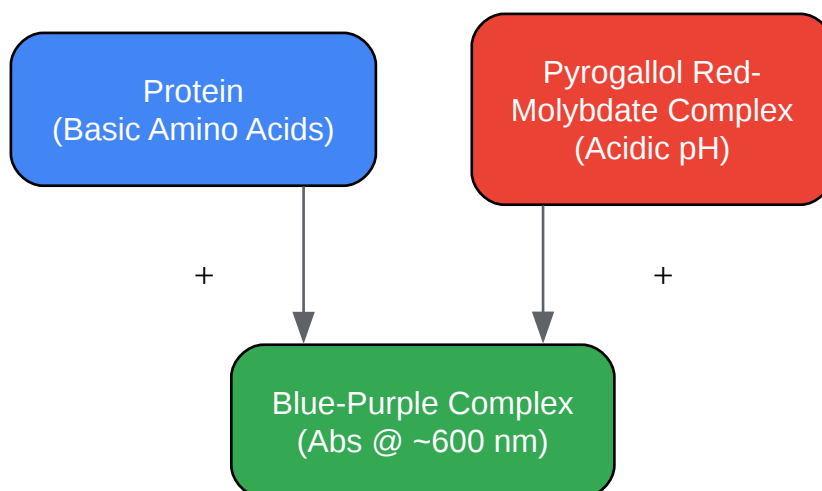 Protein
(Basic Amino Acids)
Pyrogallol Red-
Molybdate Complex
(Acidic pH)
+
+
Blue-Purple Complex
(Abs @ ~600 nm)